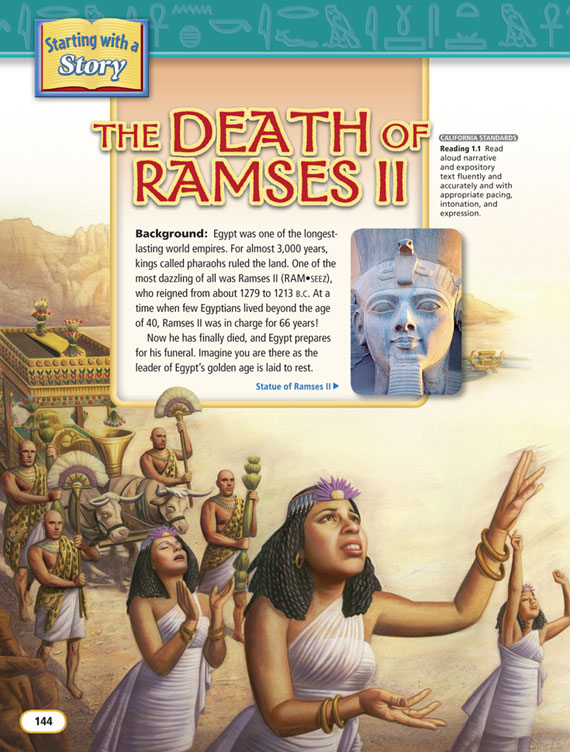 Starting with a
Story
THE DEATH OF
RAMSES II
CALIFORNIA STANDARDS
Reading 1.1 Read
aloud narrative
and expository
text fluently and
accurately and with
appropriate pacing,
intonation, and
expression.
Background: Egypt was one of the longest-
lasting world empires. For almost 3,000 years,
kings called pharaohs ruled the land. One of the
most dazzling of all was Ramses II (RAM•SEEZ),
who reigned from about 1279 to 1213 B.C. At a
time when few Egyptians lived beyond the age
of 40, Ramses II was in charge for 66 years!
Now he has finally died, and Egypt prepares
for his funeral. Imagine you are there as the
leader of Egypt's golden age is laid to rest.
Statue of Ramses II ▶
144